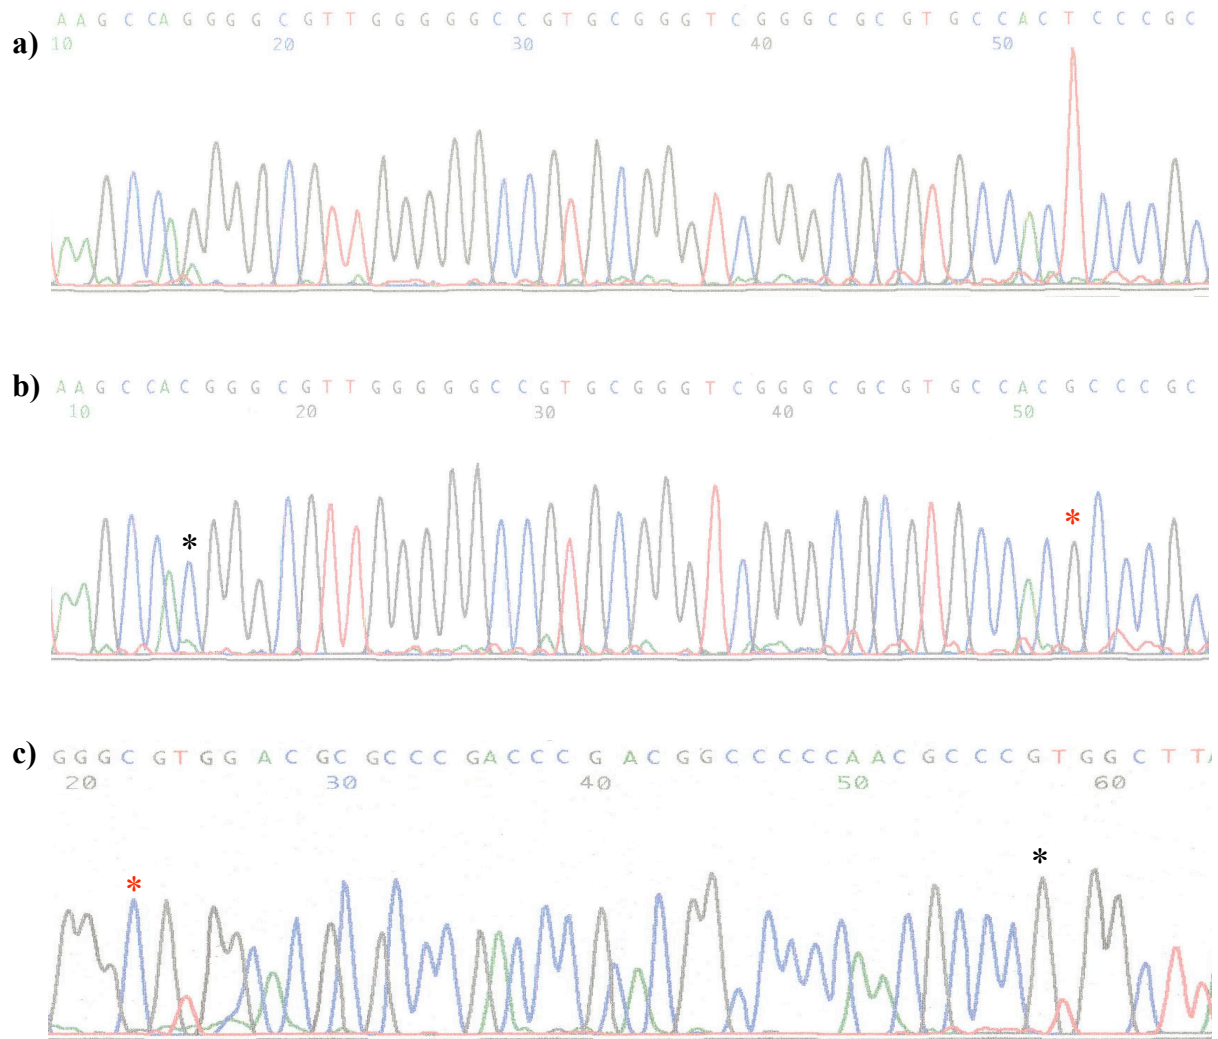 A A G C C A G G G G C G T T G G G G G C C G T G C G G G T C G G G C G C G T G C C A C T C C C G C
a) 10 20 30 40 50
b) A A G C C A C G G G C G T T G G G G G C C G T G C G G G T C G G G C G C G T G C C A C G C C C G C
10 20 30 40 50
* *
c) G G G C G T G G A C G C G C C C G A C C C G A C G G C C C C C A A C G C C C G T G G C T T A
20 30 40 50 60
* *